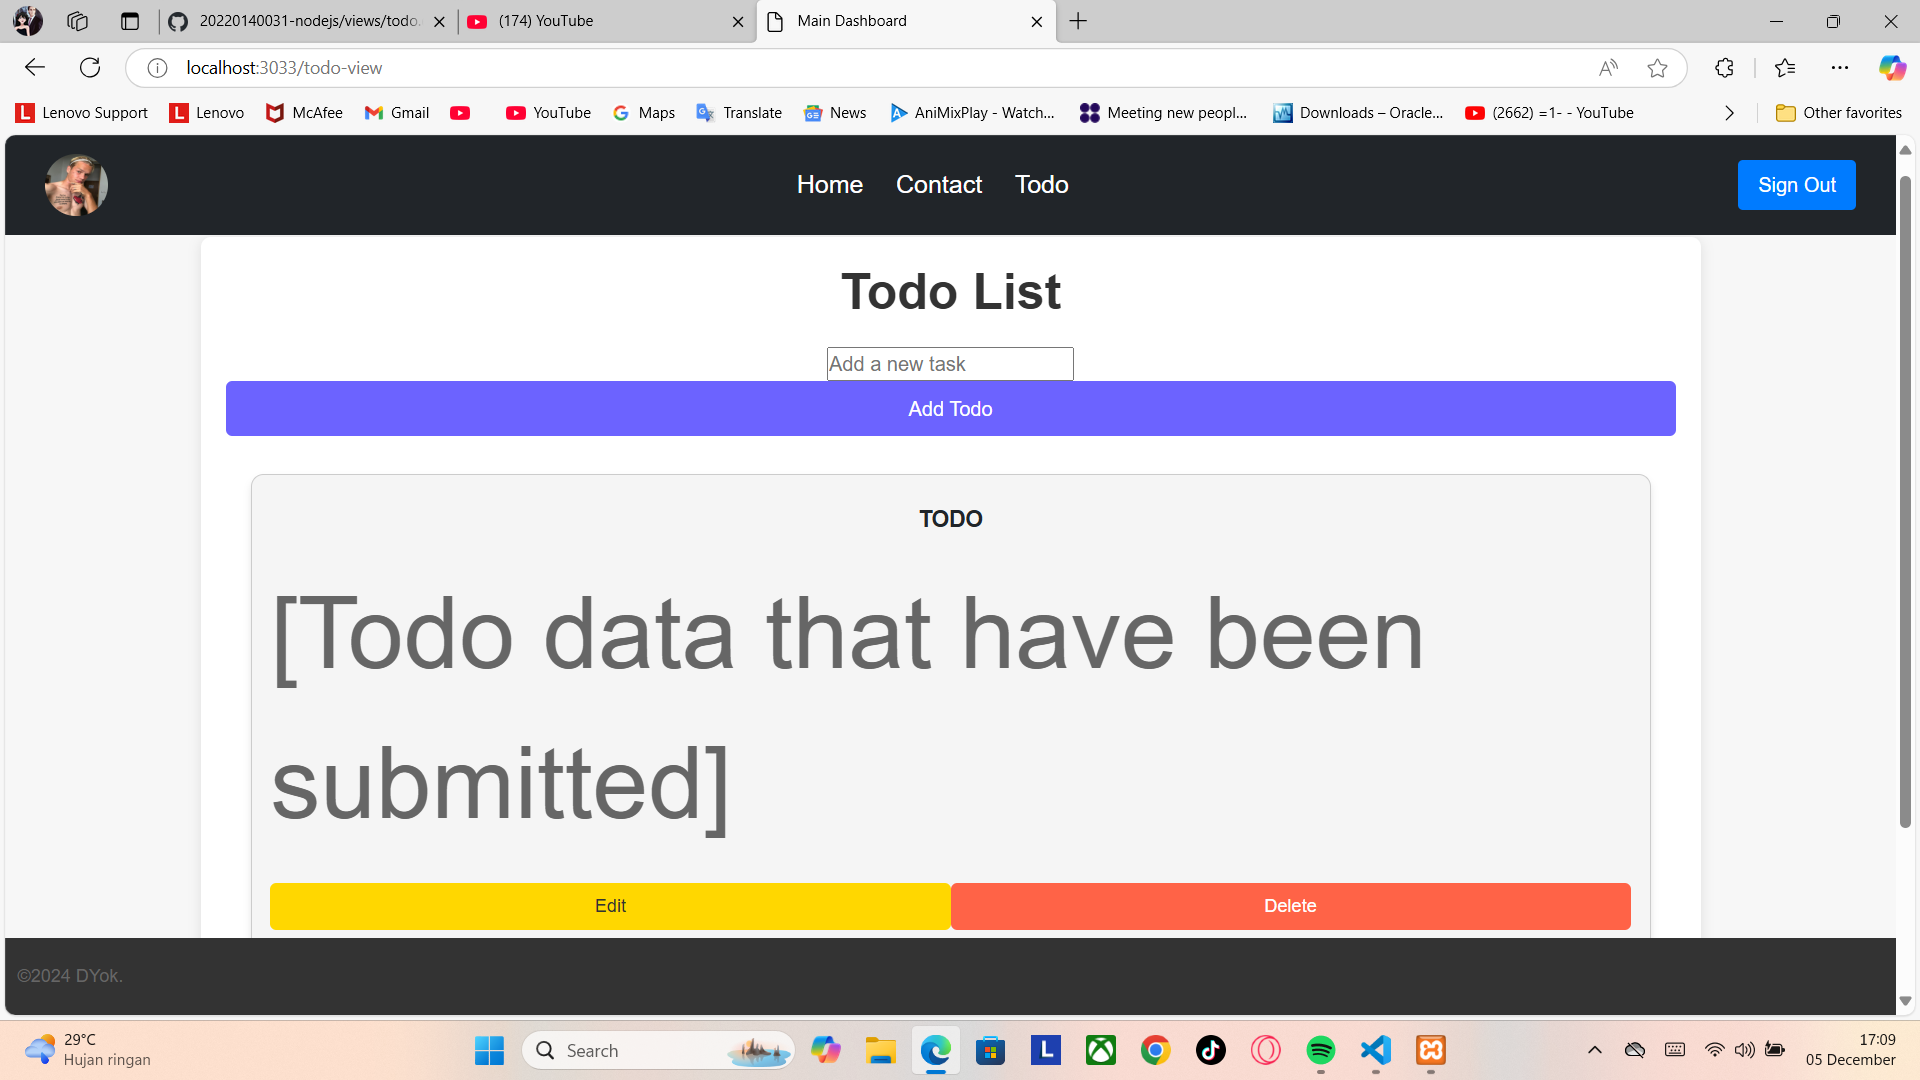 20220140031-nodejs/views/todo.
(174) YouTube
Main Dashboard
localhost:3033/todo-view
Lenovo Support
Lenovo
McAfee
Gmail
YouTube
Maps
Translate
News
AniMixPlay - Watch...
Meeting new peopl...
Downloads – Oracle...
(2662) =1- - YouTube
Other favorites
Home
Contact
Todo
Sign Out
Todo List
Add a new task
Add Todo
TODO
[Todo data that have been
submitted]
Edit
Delete
©2024 DYok.
29°C
Hujan ringan
Search
17:09
05 December